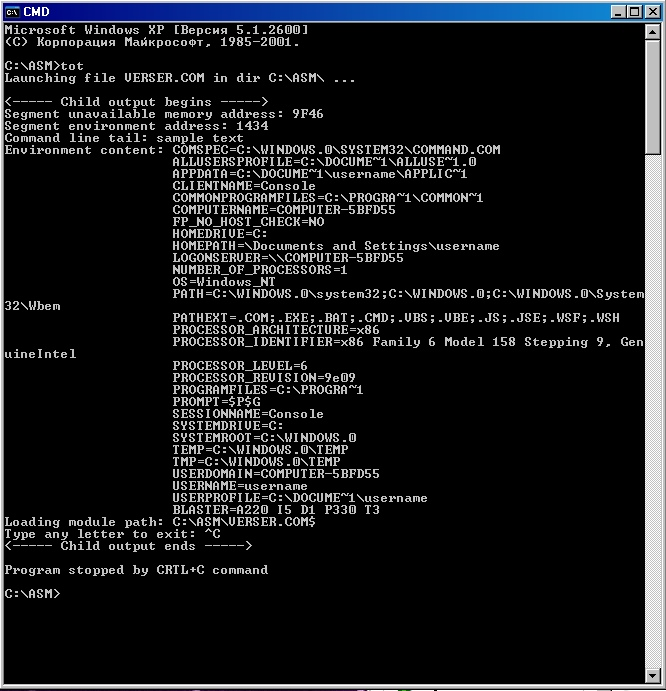 CMD
Microsoft Windows XP [Версия 5.1.2600]
(C) Корпорация Майкрософт, 1985-2001.
C:\ASM>tot
Launching file VERSER.COM in dir C:\ASM\ ...
<----- Child output begins ----->
Segment unavailable memory address: 9F46
Segment environment address: 1434
Command line tail: sample text
Environment content: COMSPEC=C:\WINDOWS.0\SYSTEM32\COMMAND.COM
ALLUSERSPROFILE=C:\DOCUME~1\ALLUSE~1.0
APPDATA=C:\DOCUME~1\username\APPLIC~1
CLIENTNAME=Console
COMMONPROGRAMFILES=C:\PROGRA~1\COMMON~1
COMPUTERNAME=COMPUTER-5BFD55
FP_NO_HOST_CHECK=NO
HOMEDRIVE=C:
HOMEPATH=\Documents and Settings\username
LOGONSERVER=\\COMPUTER-5BFD55
NUMBER_OF_PROCESSORS=1
OS=Windows_NT
PATH=C:\WINDOWS.0\system32;C:\WINDOWS.0;C:\WINDOWS.0\System
32\Wbem
PATHEXT=.COM;.EXE;.BAT;.CMD;.VBS;.VBE;.JS;.JSE;.WSF;.WSH
PROCESSOR_ARCHITECTURE=x86
PROCESSOR_IDENTIFIER=x86 Family 6 Model 158 Stepping 9, Gen
uineIntel
PROCESSOR_LEVEL=6
PROCESSOR_REVISION=9e09
PROGRAMFILES=C:\PROGRA~1
PROMPT=$P$G
SESSIONNAME=Console
SYSTEMDRIVE=C:
SYSTEMROOT=C:\WINDOWS.0
TEMP=C:\WINDOWS.0\TEMP
TMP=C:\WINDOWS.0\TEMP
USERDOMAIN=COMPUTER-5BFD55
USERNAME=username
USERPROFILE=C:\DOCUME~1\username
BLASTER=A220 I5 D1 P330 T3
Loading module path: C:\ASM\VERSER.COM$
Type any letter to exit: ^C
<----- Child output ends ----->
Program stopped by CRTL+C command
C:\ASM>